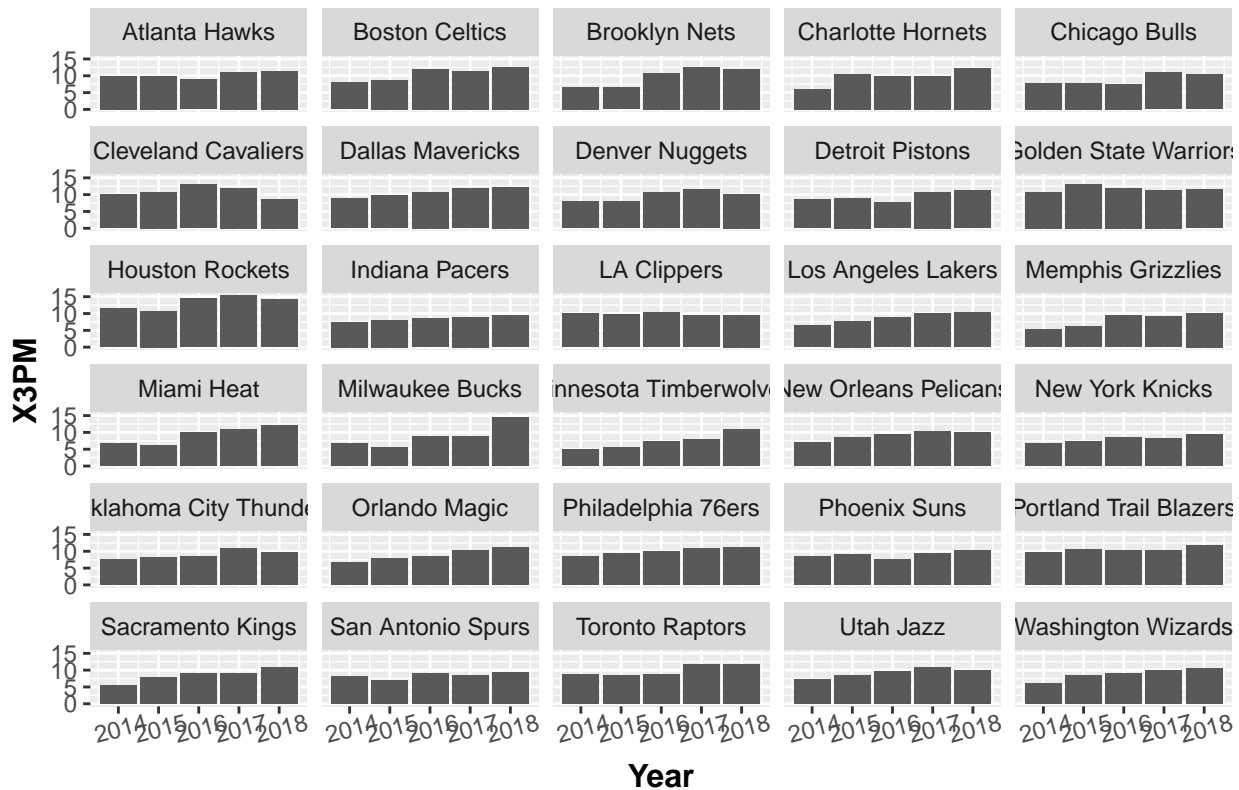 Atlanta Hawks Boston Celtics Brooklyn Nets Charlotte Hornets Chicago Bulls
15
10
5
0
Cleveland Cavaliers Dallas Mavericks Denver Nuggets Detroit Pistons Golden State Warriors
15
10
5
0
Houston Rockets Indiana Pacers LA Clippers Los Angeles Lakers Memphis Grizzlies
15
10
5
0
X3PM
Miami Heat Milwaukee Bucks innesota Timberwolve New Orleans Pelicans New York Knicks
15
10
5
0
klahoma City Thunde Orlando Magic Philadelphia 76ers Phoenix Suns Portland Trail Blazers
15
10
5
0
Sacramento Kings San Antonio Spurs Toronto Raptors Utah Jazz Washington Wizards
15
10
5
0
2014 2015 2016 2017 2018 2014 2015 2016 2017 2018 2014 2015 2016 2017 2018 2014 2015 2016 2017 2018 2014 2015 2016 2017 2018
Year